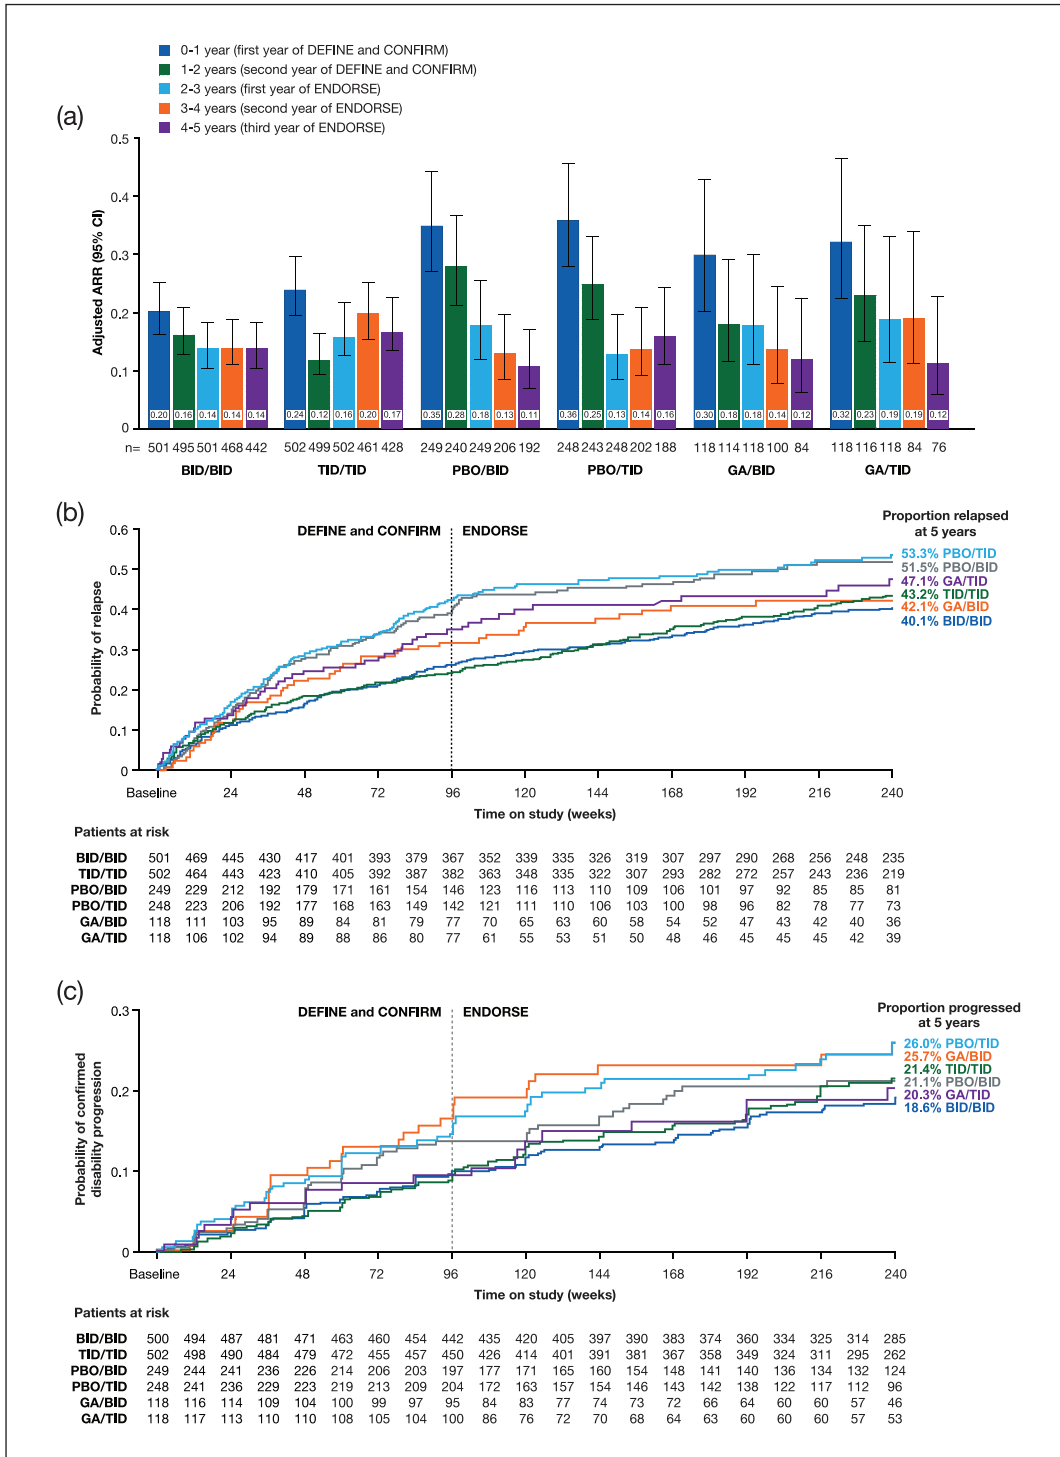 0-1 year (first year of DEFINE and CONFIRM)
1-2 years (second year of DEFINE and CONFIRM)
2-3 years (first year of ENDORSE)
3-4 years (second year of ENDORSE)
4-5 years (third year of ENDORSE)
(a)
Adjusted ARR (95% CI)
0.5
0.4
0.3
0.2
0.1
0
0.20 0.16 0.14 0.14 0.14 0.24 0.12 0.16 0.20 0.17 0.35 0.28 0.18 0.13 0.11 0.36 0.25 0.13 0.14 0.16 0.30 0.18 0.18 0.14 0.12 0.32 0.23 0.19 0.19 0.12
n= 501 495 501 468 442 502 499 502 461 428 249 240 249 206 192 248 243 248 202 188 118 114 118 100 84 118 116 118 84 76
BID/BID TID/TID PBO/BID PBO/TID GA/BID GA/TID
(b)
DEFINE and CONFIRM ENDORSE
Proportion relapsed
at 5 years
53.3% PBO/TID
51.5% PBO/BID
47.1% GA/TID
43.2% TID/TID
42.1% GA/BID
40.1% BID/BID
Probability of relapse
0.6
0.5
0.4
0.3
0.2
0.1
0
Baseline 24 48 72 96 120 144 168 192 216 240
Time on study (weeks)
Patients at risk
BID/BID 501 469 445 430 417 401 393 379 367 352 339 335 326 319 307 297 290 268 256 248 235
TID/TID 502 464 443 423 410 405 392 387 382 363 348 335 322 307 293 282 272 257 243 236 219
PBO/BID 249 229 212 192 179 171 161 154 146 123 116 113 110 109 106 101 97 92 85 85 81
PBO/TID 248 223 206 192 177 168 163 149 142 121 111 110 106 103 100 98 96 82 78 77 73
GA/BID 118 111 103 95 89 84 81 79 77 70 65 63 60 58 54 52 47 43 42 40 36
GA/TID 118 106 102 94 89 88 86 80 77 61 55 53 51 50 48 46 45 45 45 42 39
(c)
DEFINE and CONFIRM ENDORSE
Proportion progressed
at 5 years
26.0% PBO/TID
25.7% GA/BID
21.4% TID/TID
21.1% PBO/BID
20.3% GA/TID
18.6% BID/BID
Probability of confirmed
disability progression
0.3
0.2
0.1
0
Baseline 24 48 72 96 120 144 168 192 216 240
Time on study (weeks)
Patients at risk
BID/BID 500 494 487 481 471 463 460 454 442 435 420 405 397 390 383 374 360 334 325 314 285
TID/TID 502 498 490 484 479 472 455 457 450 426 414 401 391 381 367 358 349 324 311 295 262
PBO/BID 249 244 241 236 226 214 206 203 197 177 171 165 160 154 148 141 140 136 134 132 124
PBO/TID 248 241 236 229 223 219 213 209 204 172 163 157 154 146 143 142 138 122 117 112 96
GA/BID 118 116 114 109 104 100 99 97 95 84 83 77 74 73 72 66 64 60 60 57 46
GA/TID 118 117 113 110 110 108 105 104 100 86 76 72 70 68 64 63 60 60 60 57 53